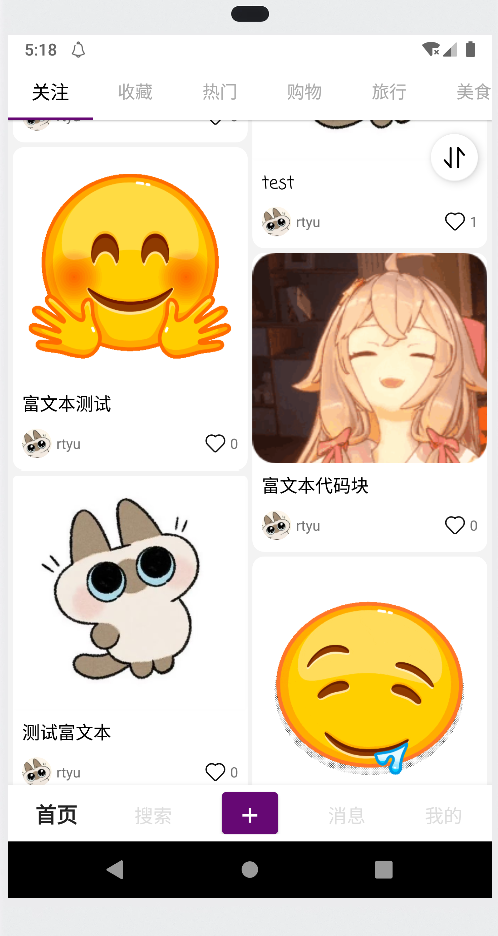 5:18
关注 收藏 热门 购物 旅行 美食
rtyu
test
rtyu 1
富文本测试
rtyu 0
富文本代码块
rtyu 0
测试富文本
rtyu 0
首页 搜索 + 消息 我的